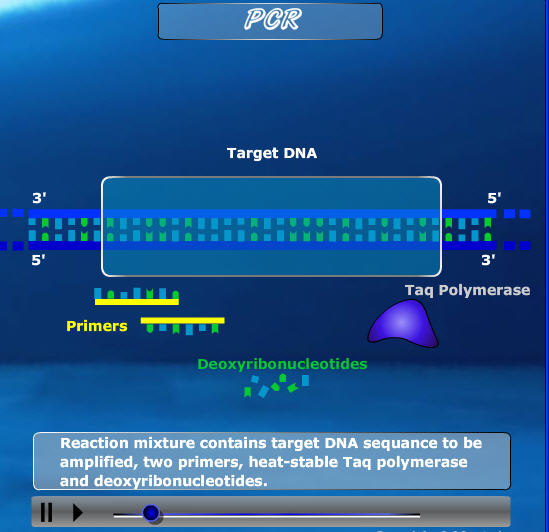 PCR
Target DNA
3' 5'
5' 3'
Taq Polymerase
Primers
Deoxyribonucleotides
Reaction mixture contains target DNA sequance to be
amplified, two primers, heat-stable Taq polymerase
and deoxyribonucleotides.